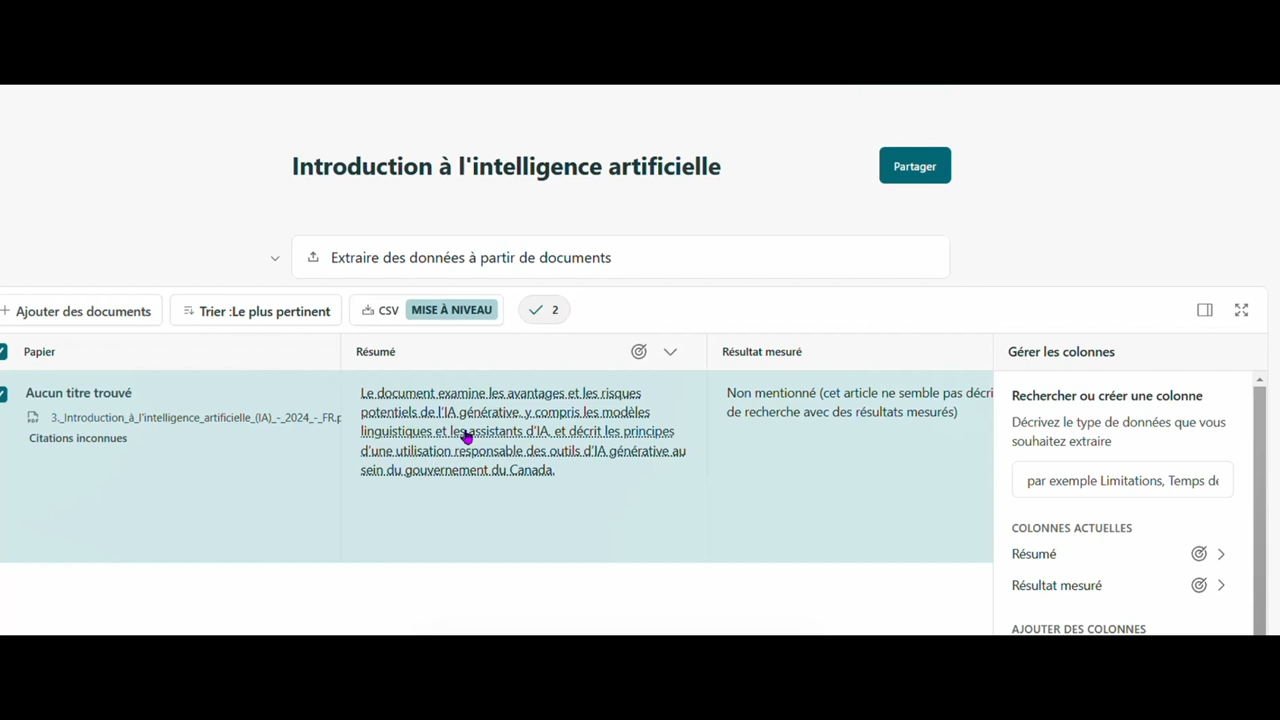 Introduction à l'intelligence artificielle
Partager
Extraire des données à partir de documents
Ajouter des documents
Trier :Le plus pertinent
CSV
MISE À NIVEAU
2
Papier
Résumé
Résultat mesuré
Gérer les colonnes
Aucun titre trouvé
3._Introduction_à_l'intelligence_artificielle_(IA)_-_2024_-_FR.p
Citations inconnues
Le document examine les avantages et les risques
potentiels de l'IA générative, y compris les modèles
linguistiques et les assistants d'IA, et décrit les principes
d'une utilisation responsable des outils d'IA générative au
sein du gouvernement du Canada.
Non mentionné (cet article ne semble pas décri
de recherche avec des résultats mesurés)
Rechercher ou créer une colonne
Décrivez le type de données que vous
souhaitez extraire
par exemple Limitations, Temps de
COLONNES ACTUELLES
Résumé
Résultat mesuré
AJOUTER DES COLONNES